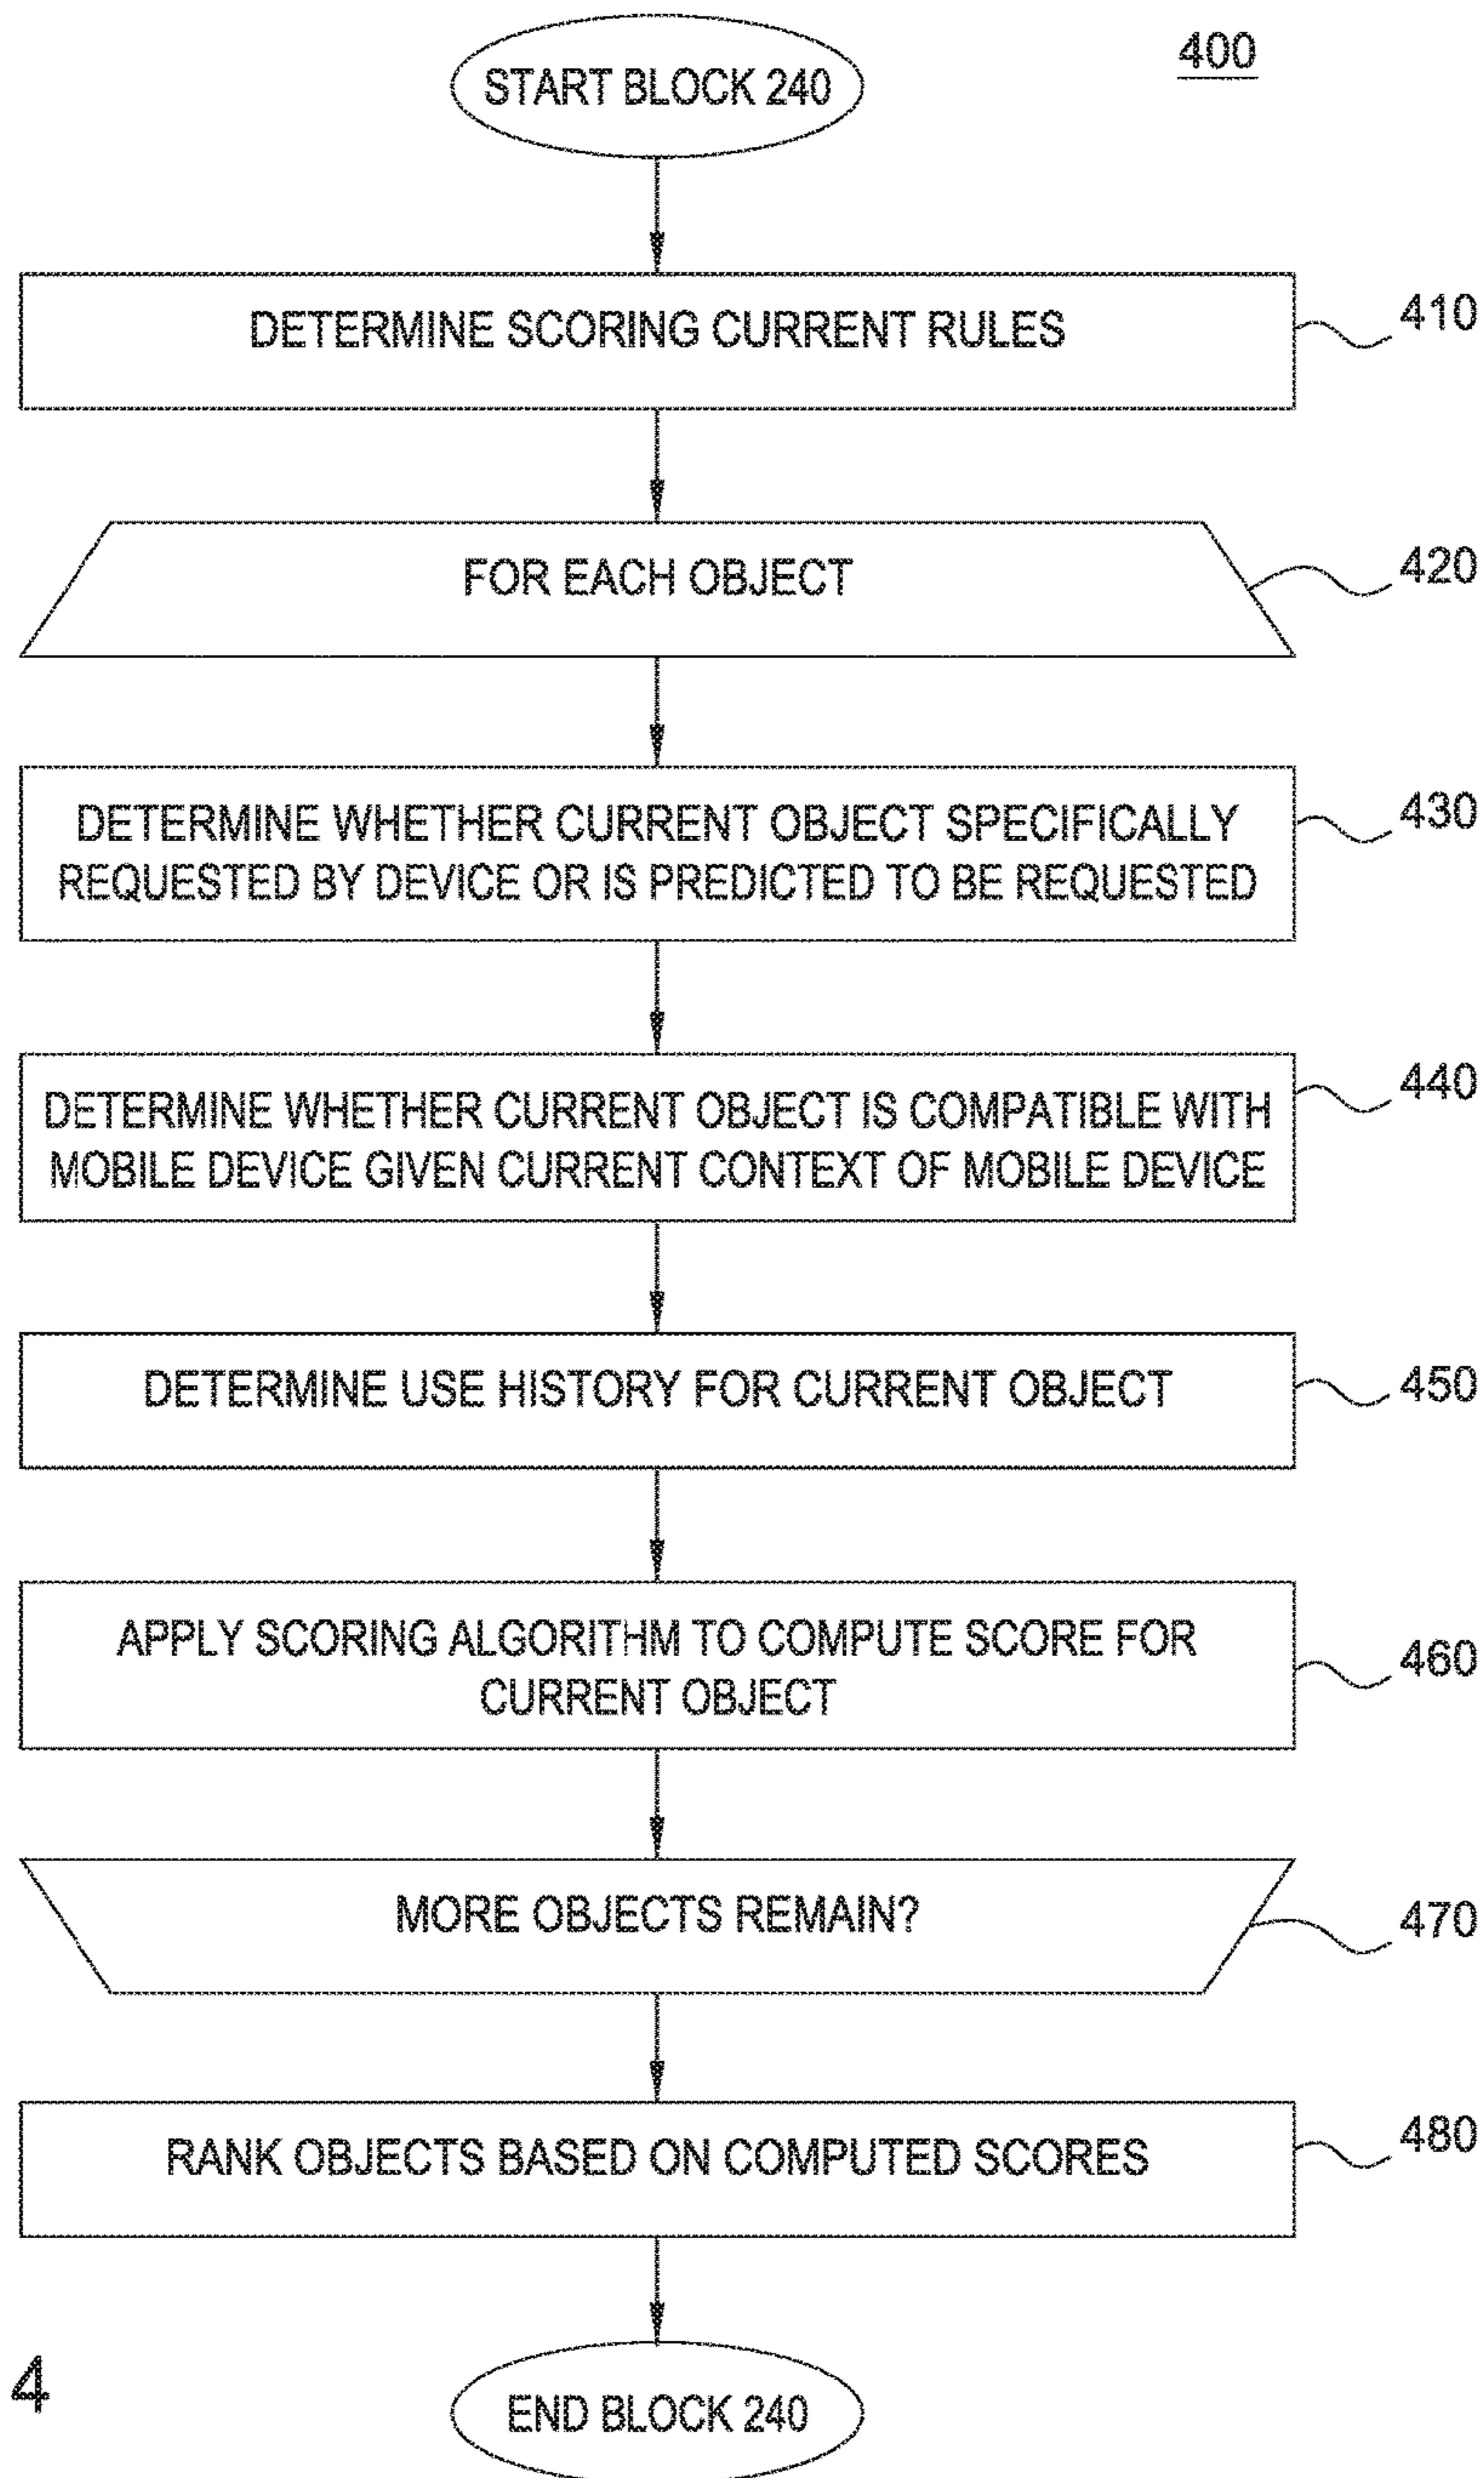 400
START BLOCK 240
DETERMINE SCORING CURRENT RULES
410
FOR EACH OBJECT
420
DETERMINE WHETHER CURRENT OBJECT SPECIFICALLY
REQUESTED BY DEVICE OR IS PREDICTED TO BE REQUESTED
430
DETERMINE WHETHER CURRENT OBJECT IS COMPATIBLE WITH
MOBILE DEVICE GIVEN CURRENT CONTEXT OF MOBILE DEVICE
440
DETERMINE USE HISTORY FOR CURRENT OBJECT
450
APPLY SCORING ALGORITHM TO COMPUTE SCORE FOR
CURRENT OBJECT
460
MORE OBJECTS REMAIN?
470
RANK OBJECTS BASED ON COMPUTED SCORES
480
END BLOCK 240
4